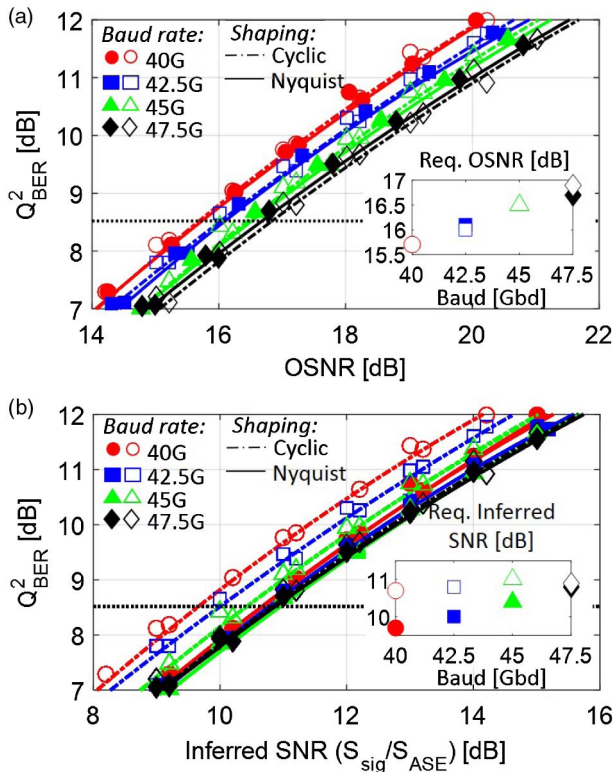 (a)
Baud rate: Shaping:
40G Cyclic
42.5G Nyquist
45G
47.5G
Q²BER [dB]
12
11
10
9
8
7
Req. OSNR [dB]
17
16.5
16
15.5
40 42.5 45 47.5
Baud [Gbd]
14 16 18 20 22
OSNR [dB]
(b)
Baud rate: Shaping:
40G Cyclic
42.5G Nyquist
45G
47.5G
Q²BER [dB]
12
11
10
9
8
7
Req. Inferred
SNR [dB]
11
10
40 42.5 45 47.5
Baud [Gbd]
8 10 12 14 16
Inferred SNR (Ssig/SASE) [dB]